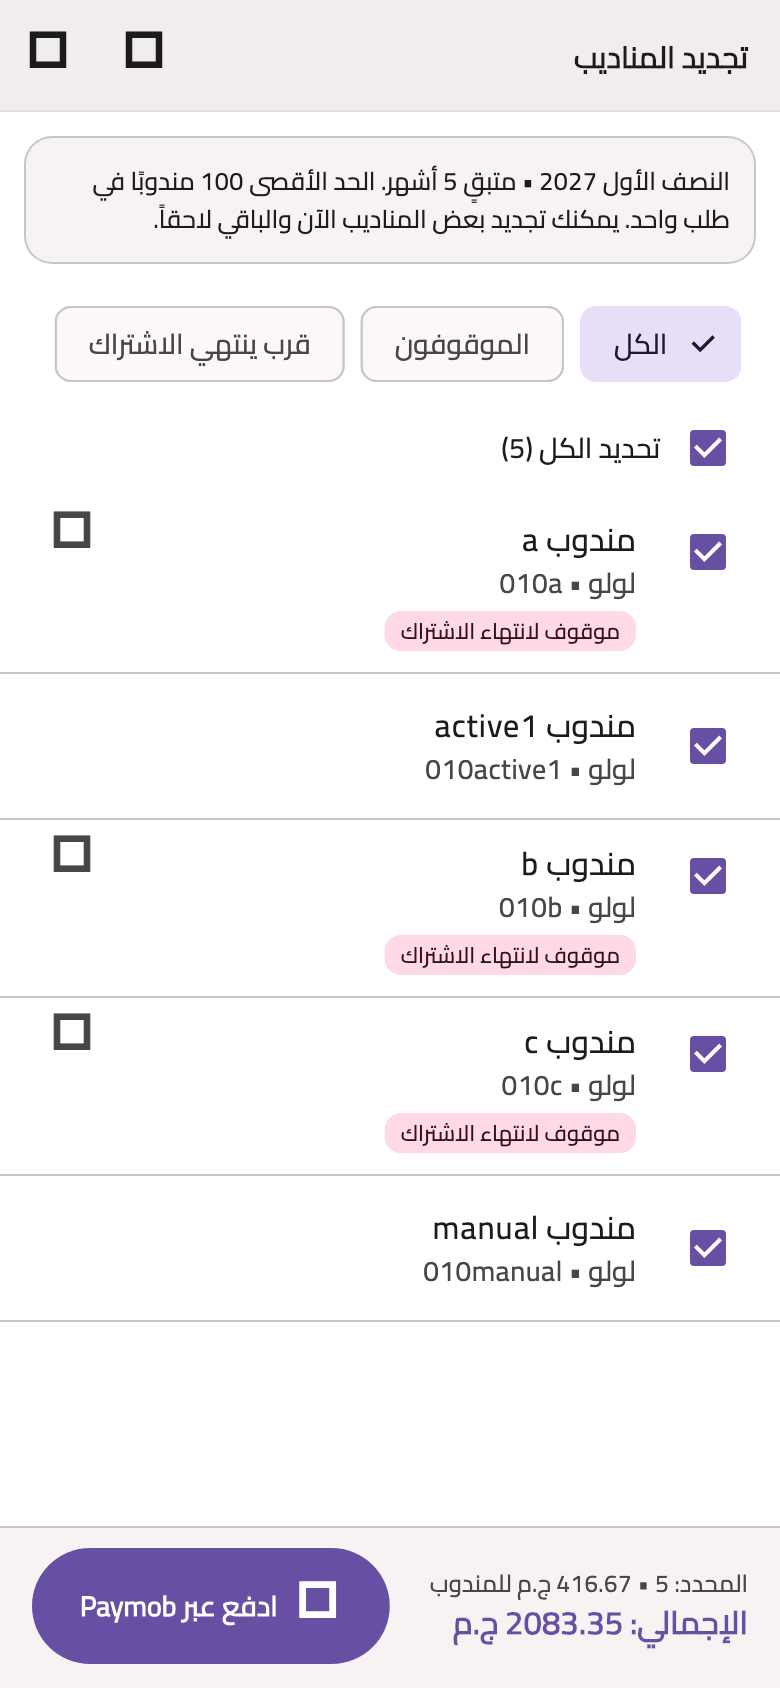 تجديد المناديب
النصف الأول 2027 • متبقٍ 5 أشهر. الحد الأقصى 100 مندوبًا في
طلب واحد. يمكنك تجديد بعض المناديب الآن والباقي لاحقاً.
الكل
الموقوفون
قرب ينتهي الاشتراك
تحديد الكل (5)
مندوب a
لولو • 010a
موقوف لانتهاء الاشتراك
مندوب active1
لولو • 010active1
مندوب b
لولو • 010b
موقوف لانتهاء الاشتراك
مندوب c
لولو • 010c
موقوف لانتهاء الاشتراك
مندوب manual
لولو • 010manual
المحدد: 5 • 416.67 ج.م للمندوب
الإجمالي: 2083.35 ج.م
ادفع عبر Paymob